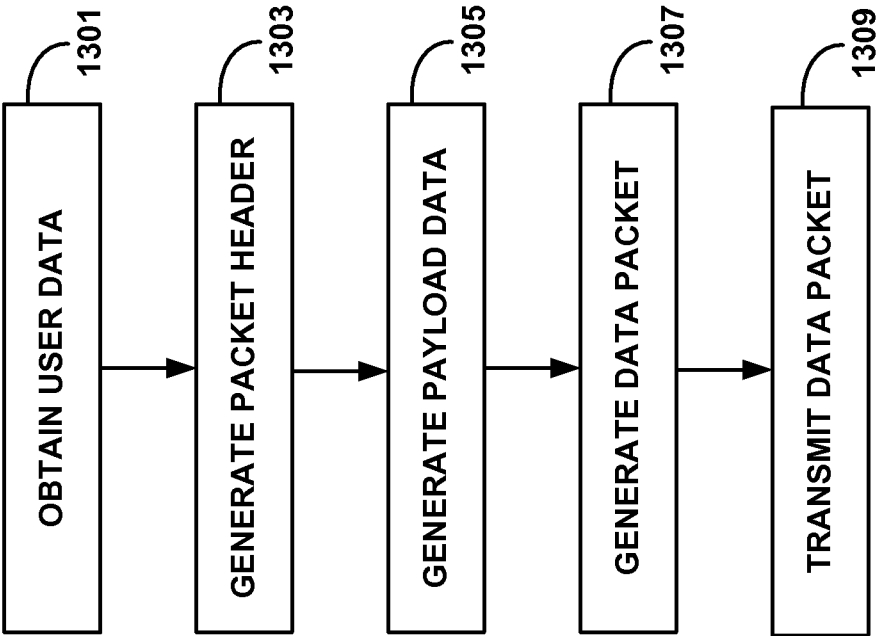 OBTAIN USER DATA
1301
GENERATE PACKET HEADER
1303
GENERATE PAYLOAD DATA
1305
GENERATE DATA PACKET
1307
TRANSMIT DATA PACKET
1309